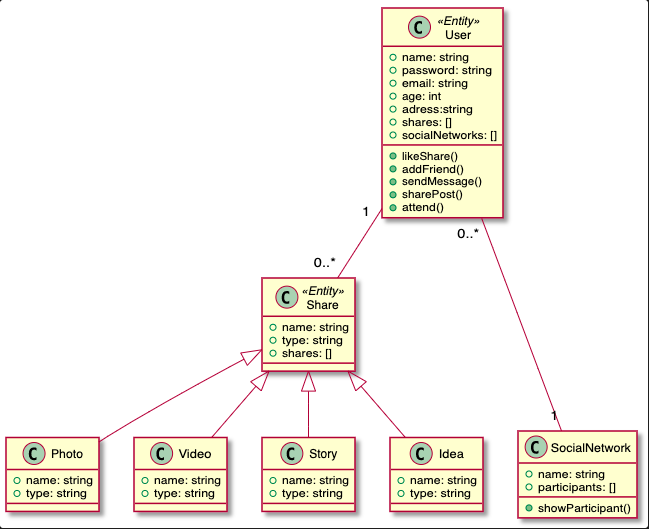 «Entity»
C User
name: string
password: string
email: string
age: int
adress:string
shares: []
socialNetworks: []
likeShare()
addFriend()
sendMessage()
sharePost()
attend()
1
0..*
0..*
«Entity»
C Share
name: string
type: string
shares: []
1
C Photo
name: string
type: string
C Video
name: string
type: string
C Story
name: string
type: string
C Idea
name: string
type: string
C SocialNetwork
name: string
participants: []
showParticipant()